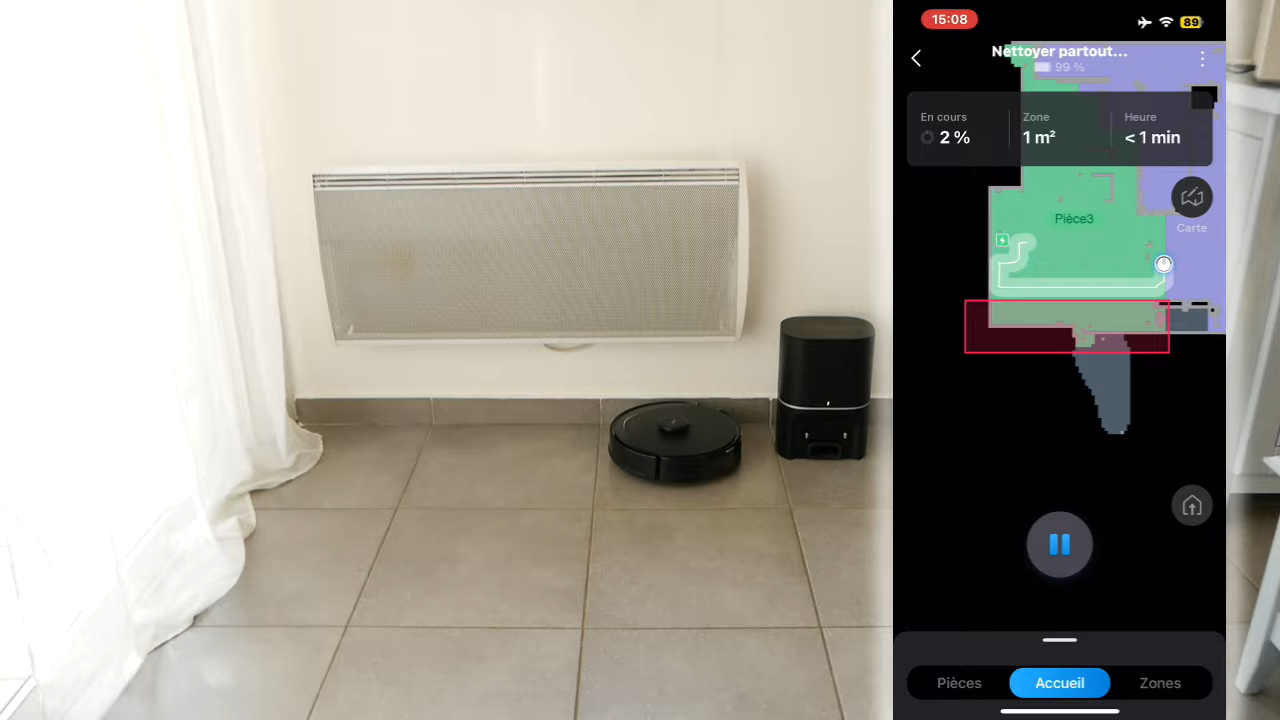 15:08
89
Nettoyer partout...
99 %
En cours
Zone
Heure
2 %
1 m²
< 1 min
Carte
Pièce3
Pièces
Accueil
Zones